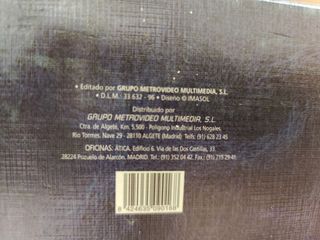 • Editado por GRUPO METROVIDEO MULTIMEDIA, S.L.
• D.L.M.: 33 632 - 96 • Diseño © IMASOL
Distribuido por
GRUPO METROVIDEO MULTIMEDIA, S.L.
Ctra. de Algete, Km. 5,500 - Polígono Industrial Los Nogales
Río Tormes, Nave 29 - 28110 ALGETE (Madrid) Telfs: (91) 628 23 45
OFICINAS: ÁTICA. Edificio 6. Vía de las Dos Castillas, 33.
28224 Pozuelo de Alarcón. MADRID. Tel.: (91) 352 04 42. Fax: (91) 715 29 41
8 424635 090188